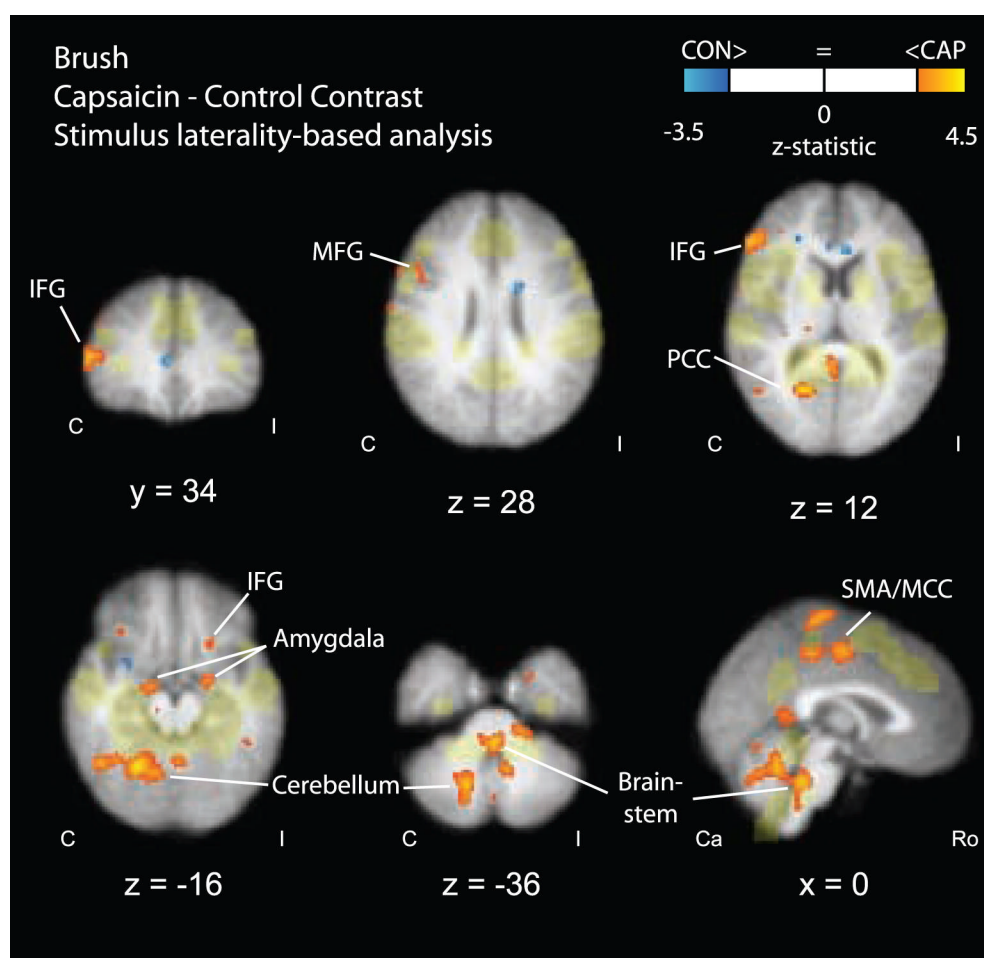 Brush
Capsaicin - Control Contrast
Stimulus laterality-based analysis
CON> = <CAP
0
-3.5 z-statistic 4.5
IFG
C I
y = 34
MFG
C I
z = 28
IFG
PCC
C I
z = 12
IFG
Amygdala
Cerebellum
C I
z = -16
C I
z = -36
SMA/MCC
Brain-
stem
Ca Ro
x = 0